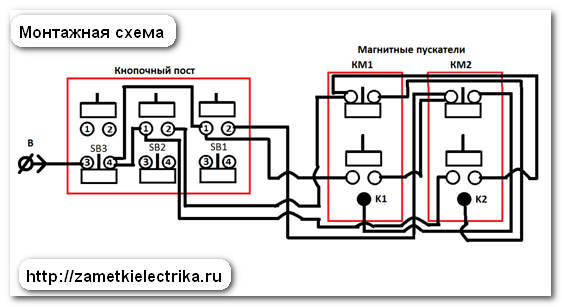 Монтажная схема
Магнитные пускатели
Кнопочный пост
КМ1 КМ2
1 2 1 2 1 2
В
SB3 SB2 SB1
3 4 3 4 3 4
К1 К2
http://zametkielectrika.ru